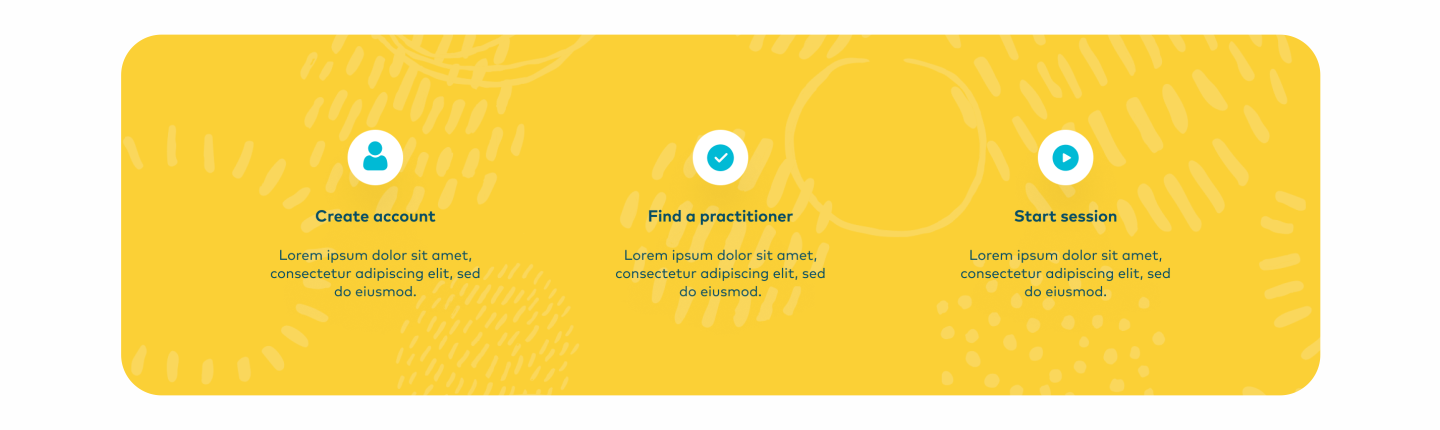 Create account
Lorem ipsum dolor sit amet,
consectetur adipiscing elit, sed
do eiusmod.
Find a practitioner
Lorem ipsum dolor sit amet,
consectetur adipiscing elit, sed
do eiusmod.
Start session
Lorem ipsum dolor sit amet,
consectetur adipiscing elit, sed
do eiusmod.